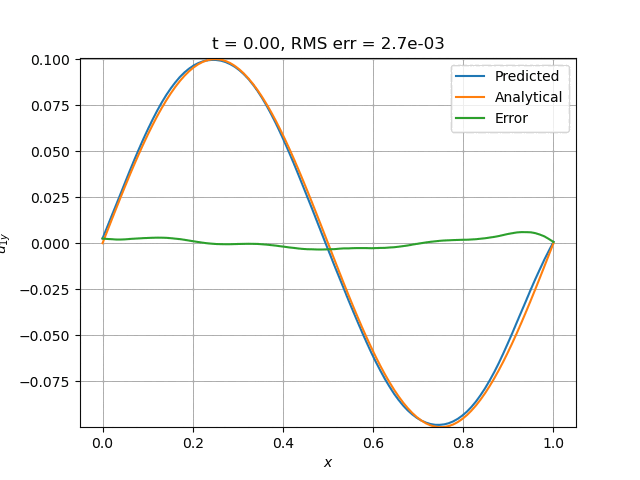 t = 0.00, RMS err = 2.7e-03
0.100
0.075
0.050
0.025
0.000
−0.025
−0.050
−0.075
Predicted
Analytical
Error
0.0 0.2 0.4 0.6 0.8 1.0
x